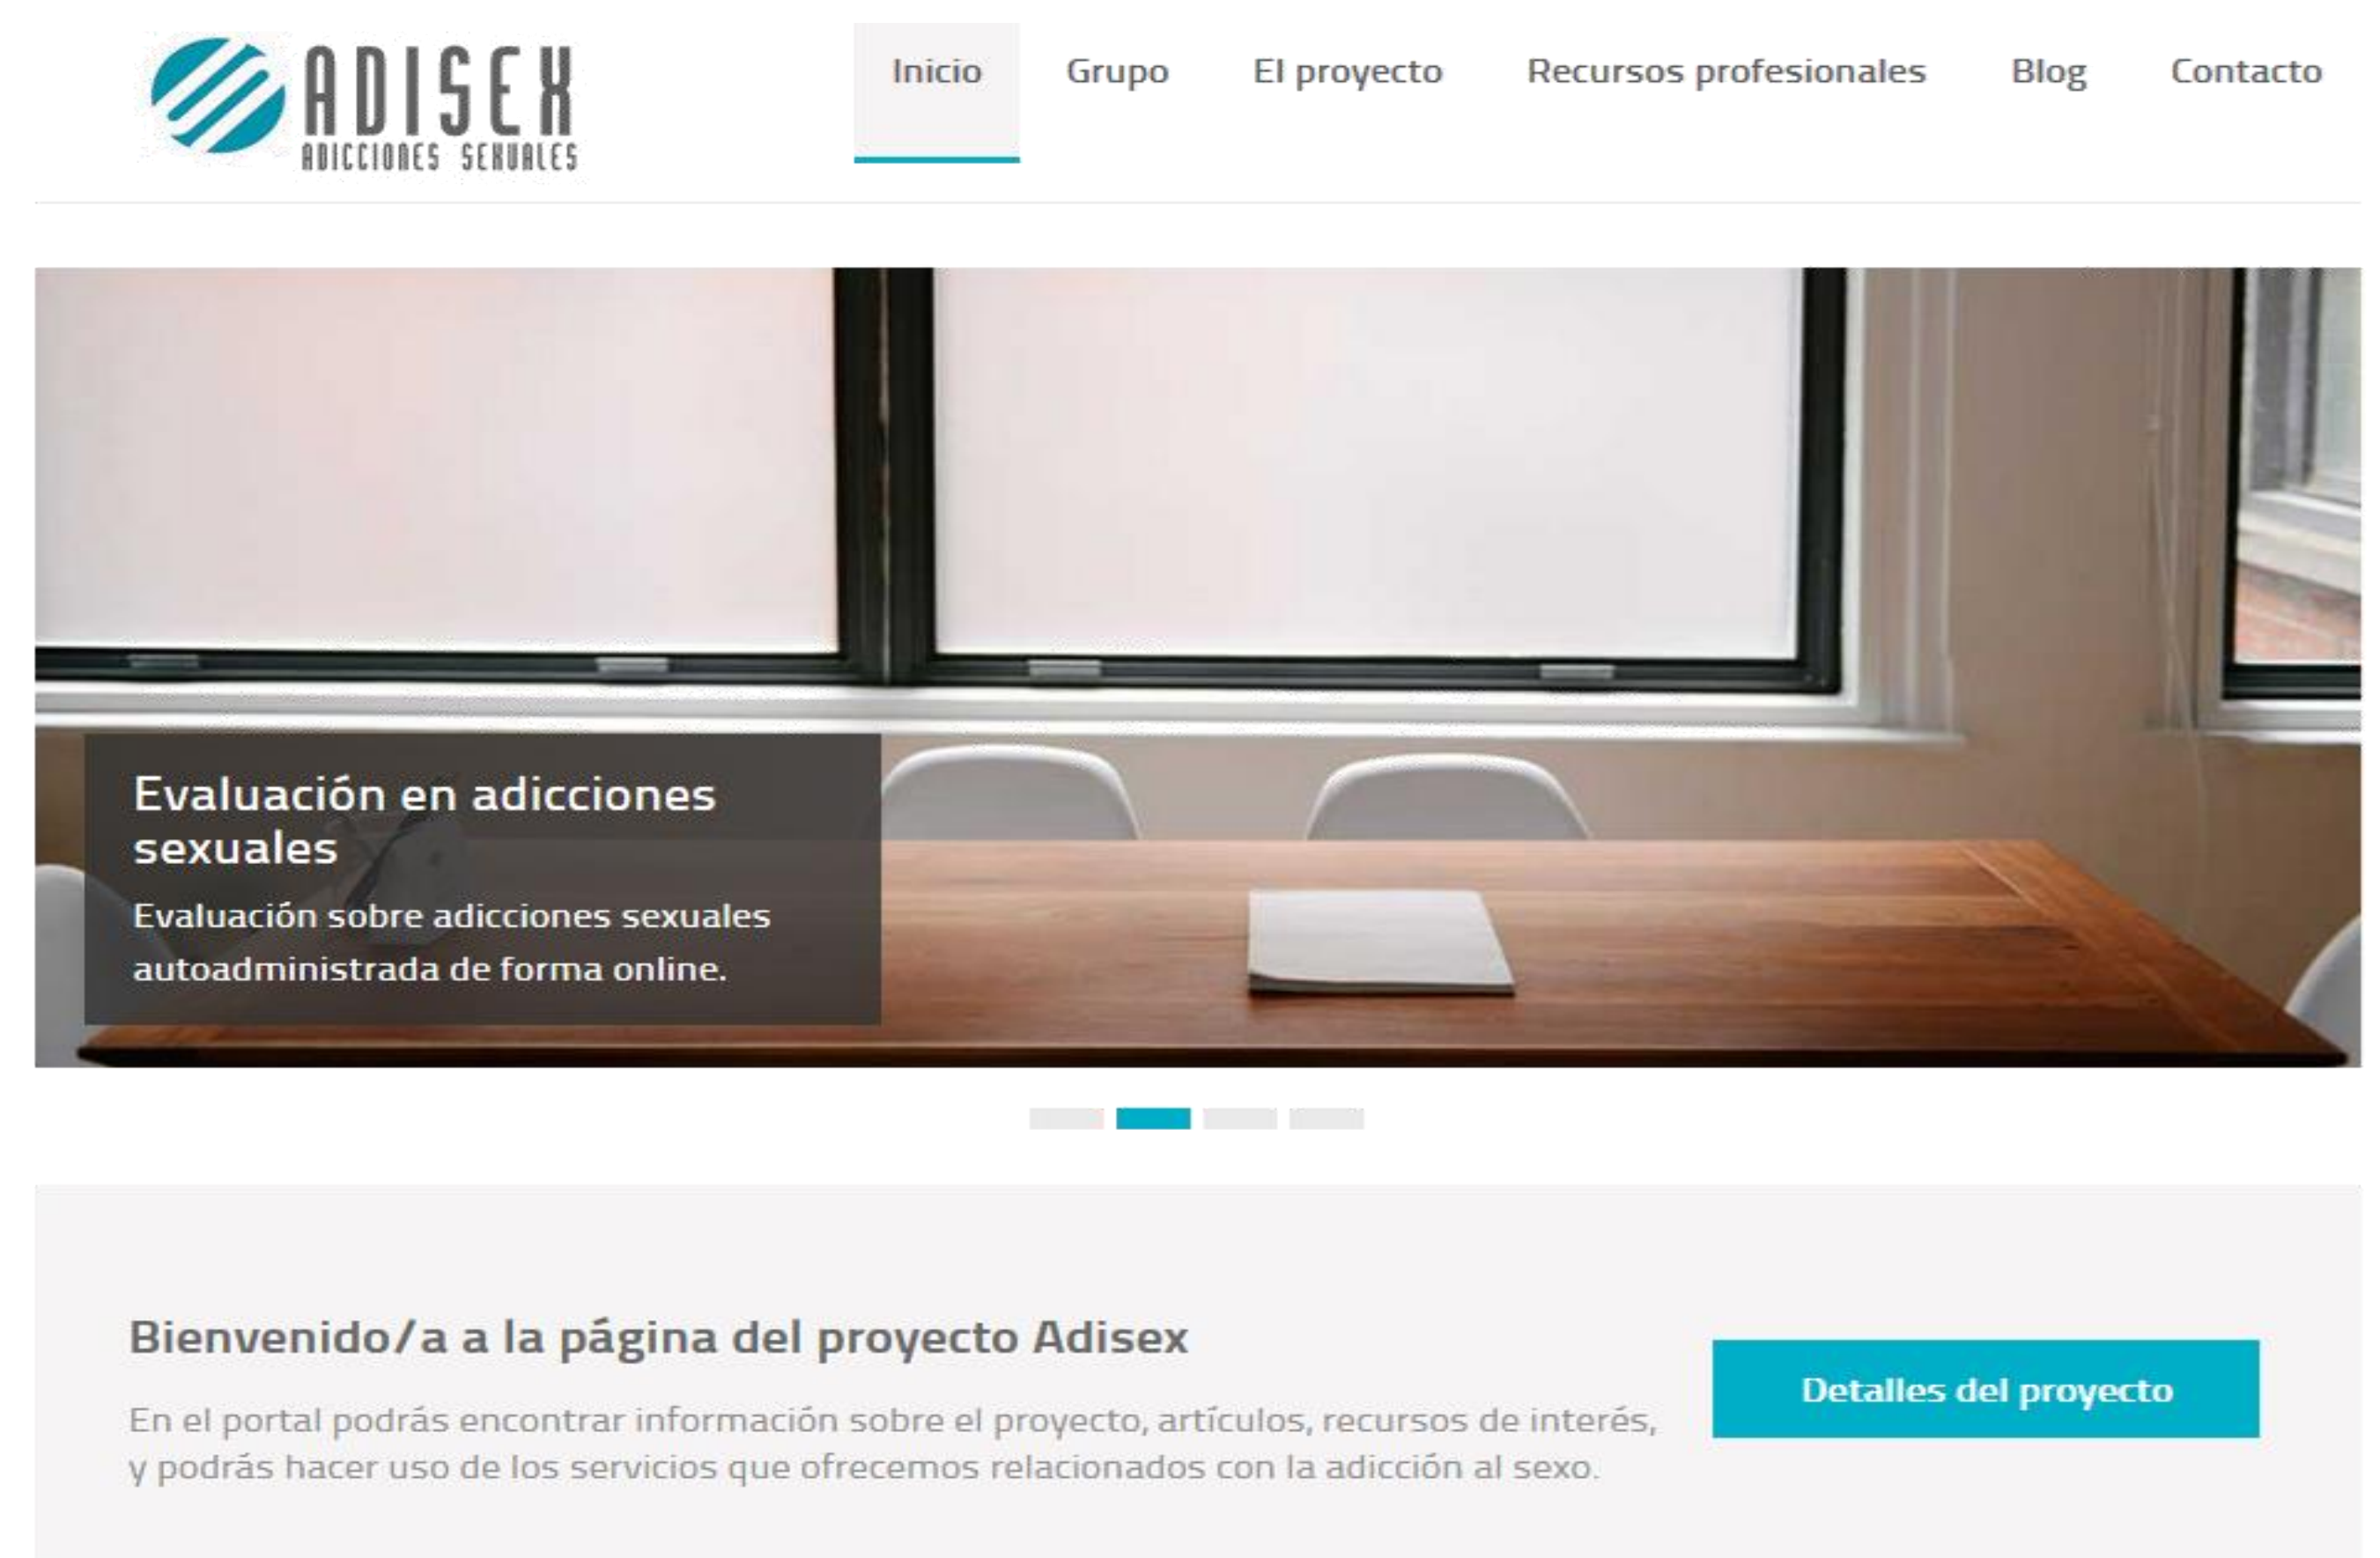 ADISEX
ADICCIONES SEXUALES
Inicio
Grupo
El proyecto
Recursos profesionales
Blog
Contacto
Evaluación en adicciones
sexuales
Evaluación sobre adicciones sexuales
autoadministrada de forma online.
Bienvenido/a a la página del proyecto Adisex
En el portal podrás encontrar información sobre el proyecto, artículos, recursos de interés,
y podrás hacer uso de los servicios que ofrecemos relacionados con la adicción al sexo.
Detalles del proyecto